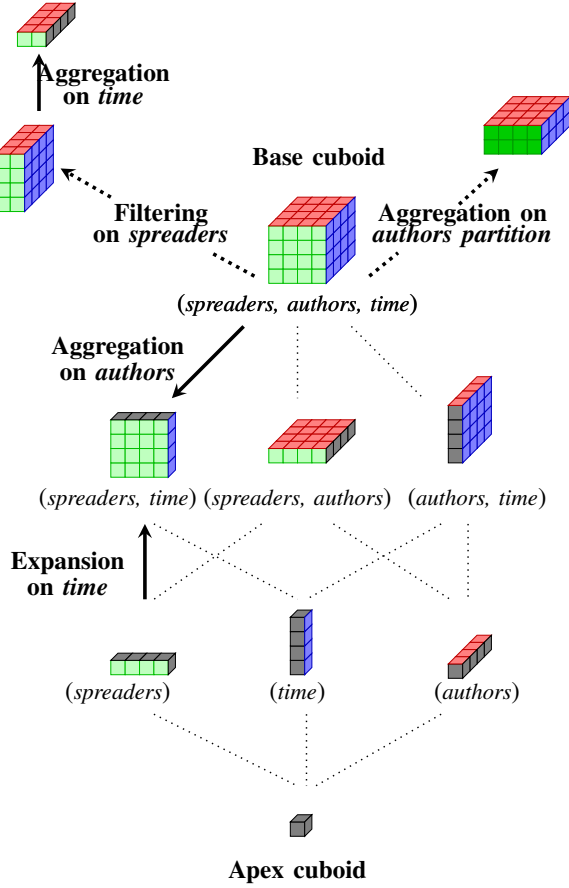 Aggregation
on time
Base cuboid
Filtering
on spreaders
Aggregation on
authors partition
(spreaders, authors, time)
Aggregation
on authors
(spreaders, time) (spreaders, authors) (authors, time)
Expansion
on time
(spreaders) (time) (authors)
Apex cuboid